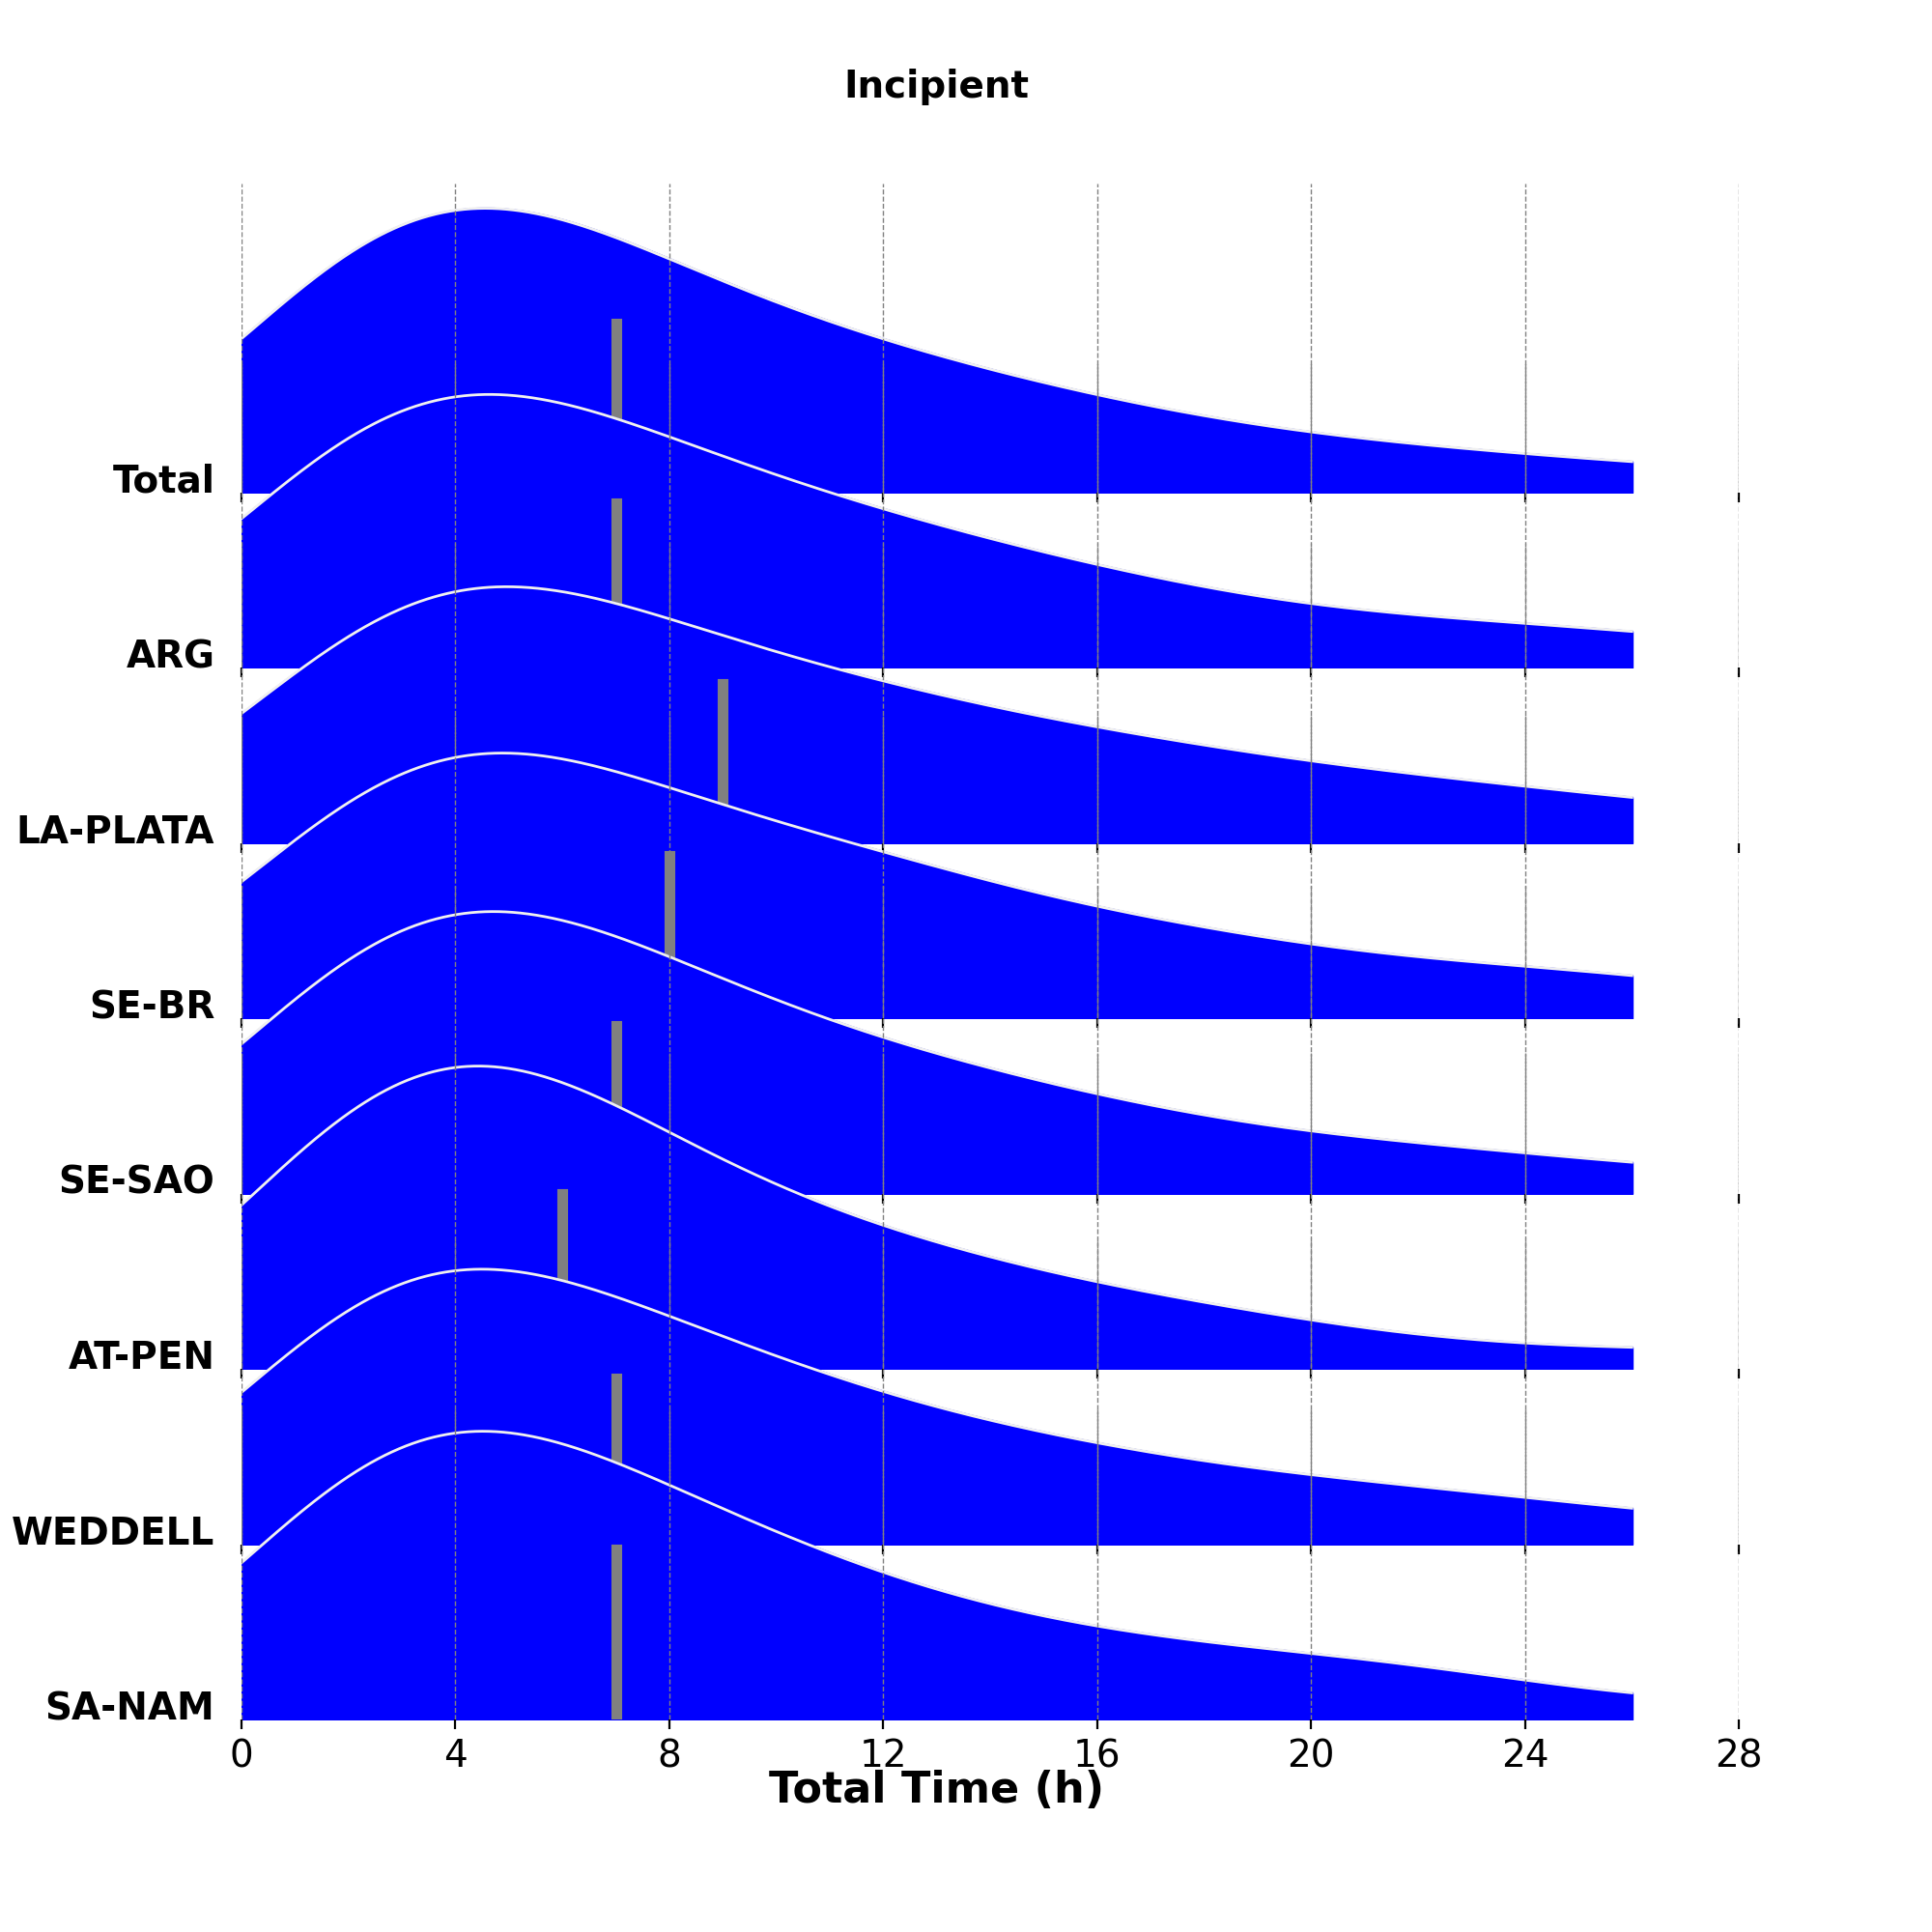 Incipient
Total
ARG
LA-PLATA
SE-BR
SE-SAO
AT-PEN
WEDDELL
SA-NAM
0 4 8 12 16 20 24 28
Total Time (h)